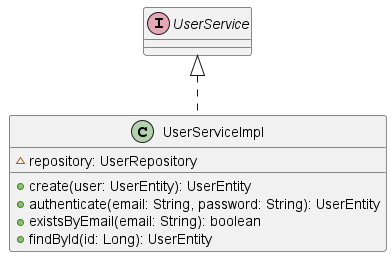 I UserService
C UserServiceImpl
repository: UserRepository
create(user: UserEntity): UserEntity
authenticate(email: String, password: String): UserEntity
existsByEmail(email: String): boolean
findById(id: Long): UserEntity